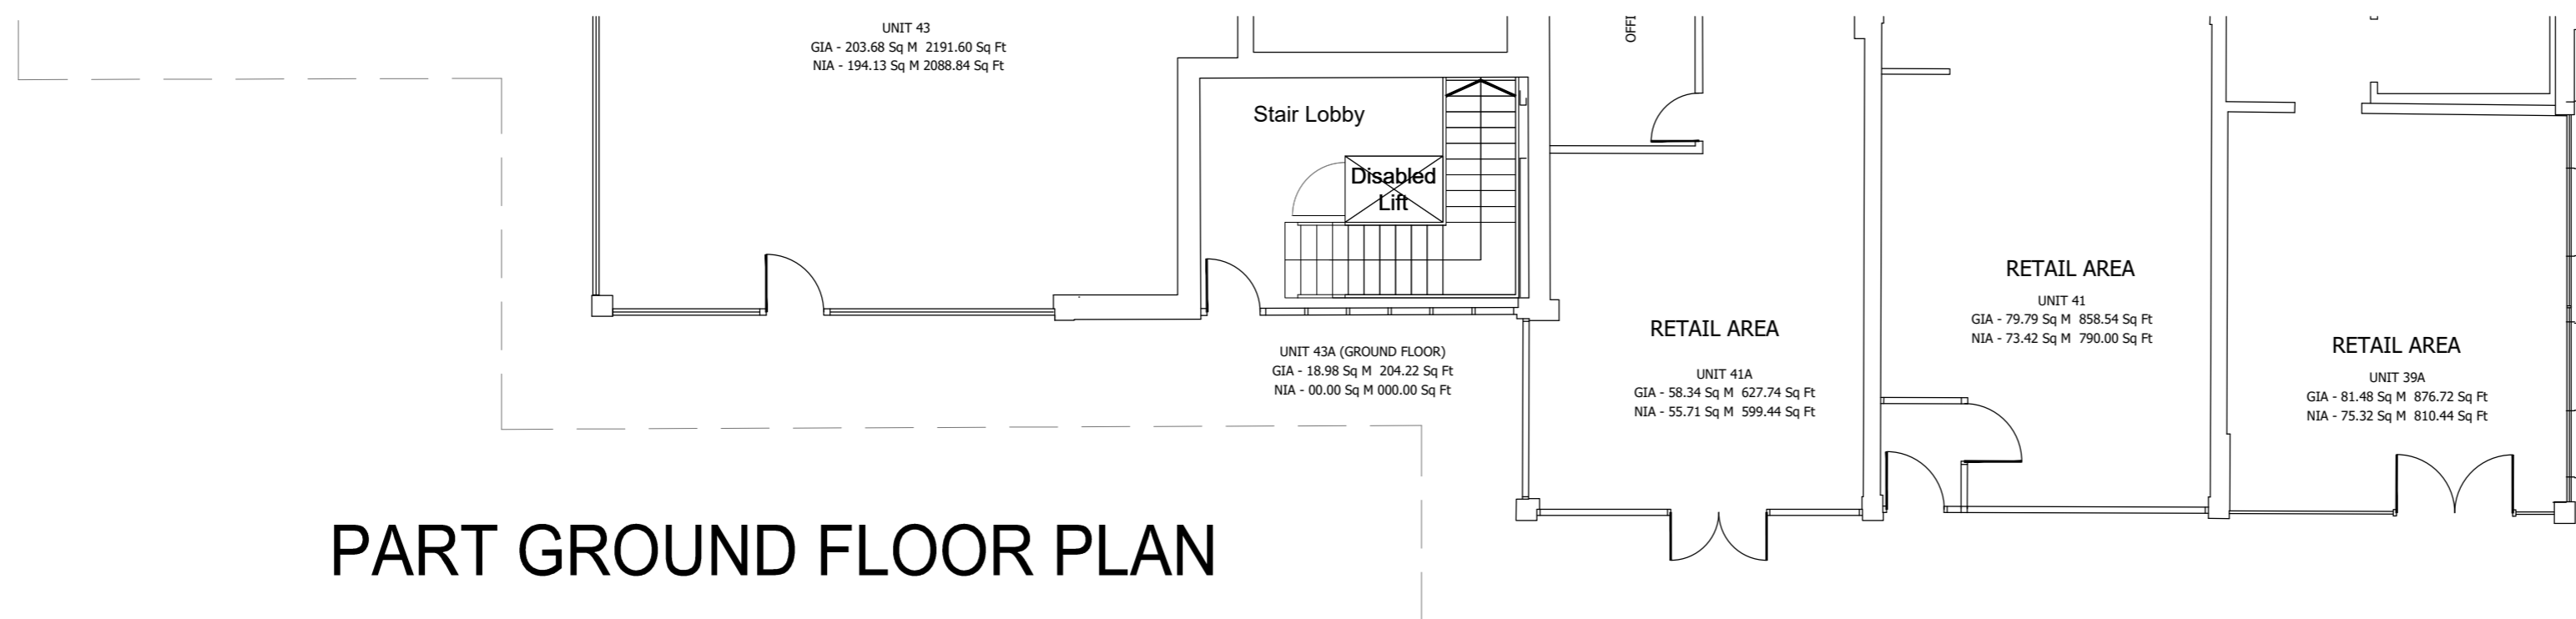 UNIT 43
GIA - 203.68 Sq M 2191.60 Sq Ft
NIA - 194.13 Sq M 2088.84 Sq Ft
OFFI
Stair Lobby
Disabled
Lift
UNIT 43A (GROUND FLOOR)
GIA - 18.98 Sq M 204.22 Sq Ft
NIA - 00.00 Sq M 000.00 Sq Ft
RETAIL AREA
UNIT 41A
GIA - 58.34 Sq M 627.74 Sq Ft
NIA - 55.71 Sq M 599.44 Sq Ft
RETAIL AREA
UNIT 41
GIA - 79.79 Sq M 858.54 Sq Ft
NIA - 73.42 Sq M 790.00 Sq Ft
RETAIL AREA
UNIT 39A
GIA - 81.48 Sq M 876.72 Sq Ft
NIA - 75.32 Sq M 810.44 Sq Ft
PART GROUND FLOOR PLAN